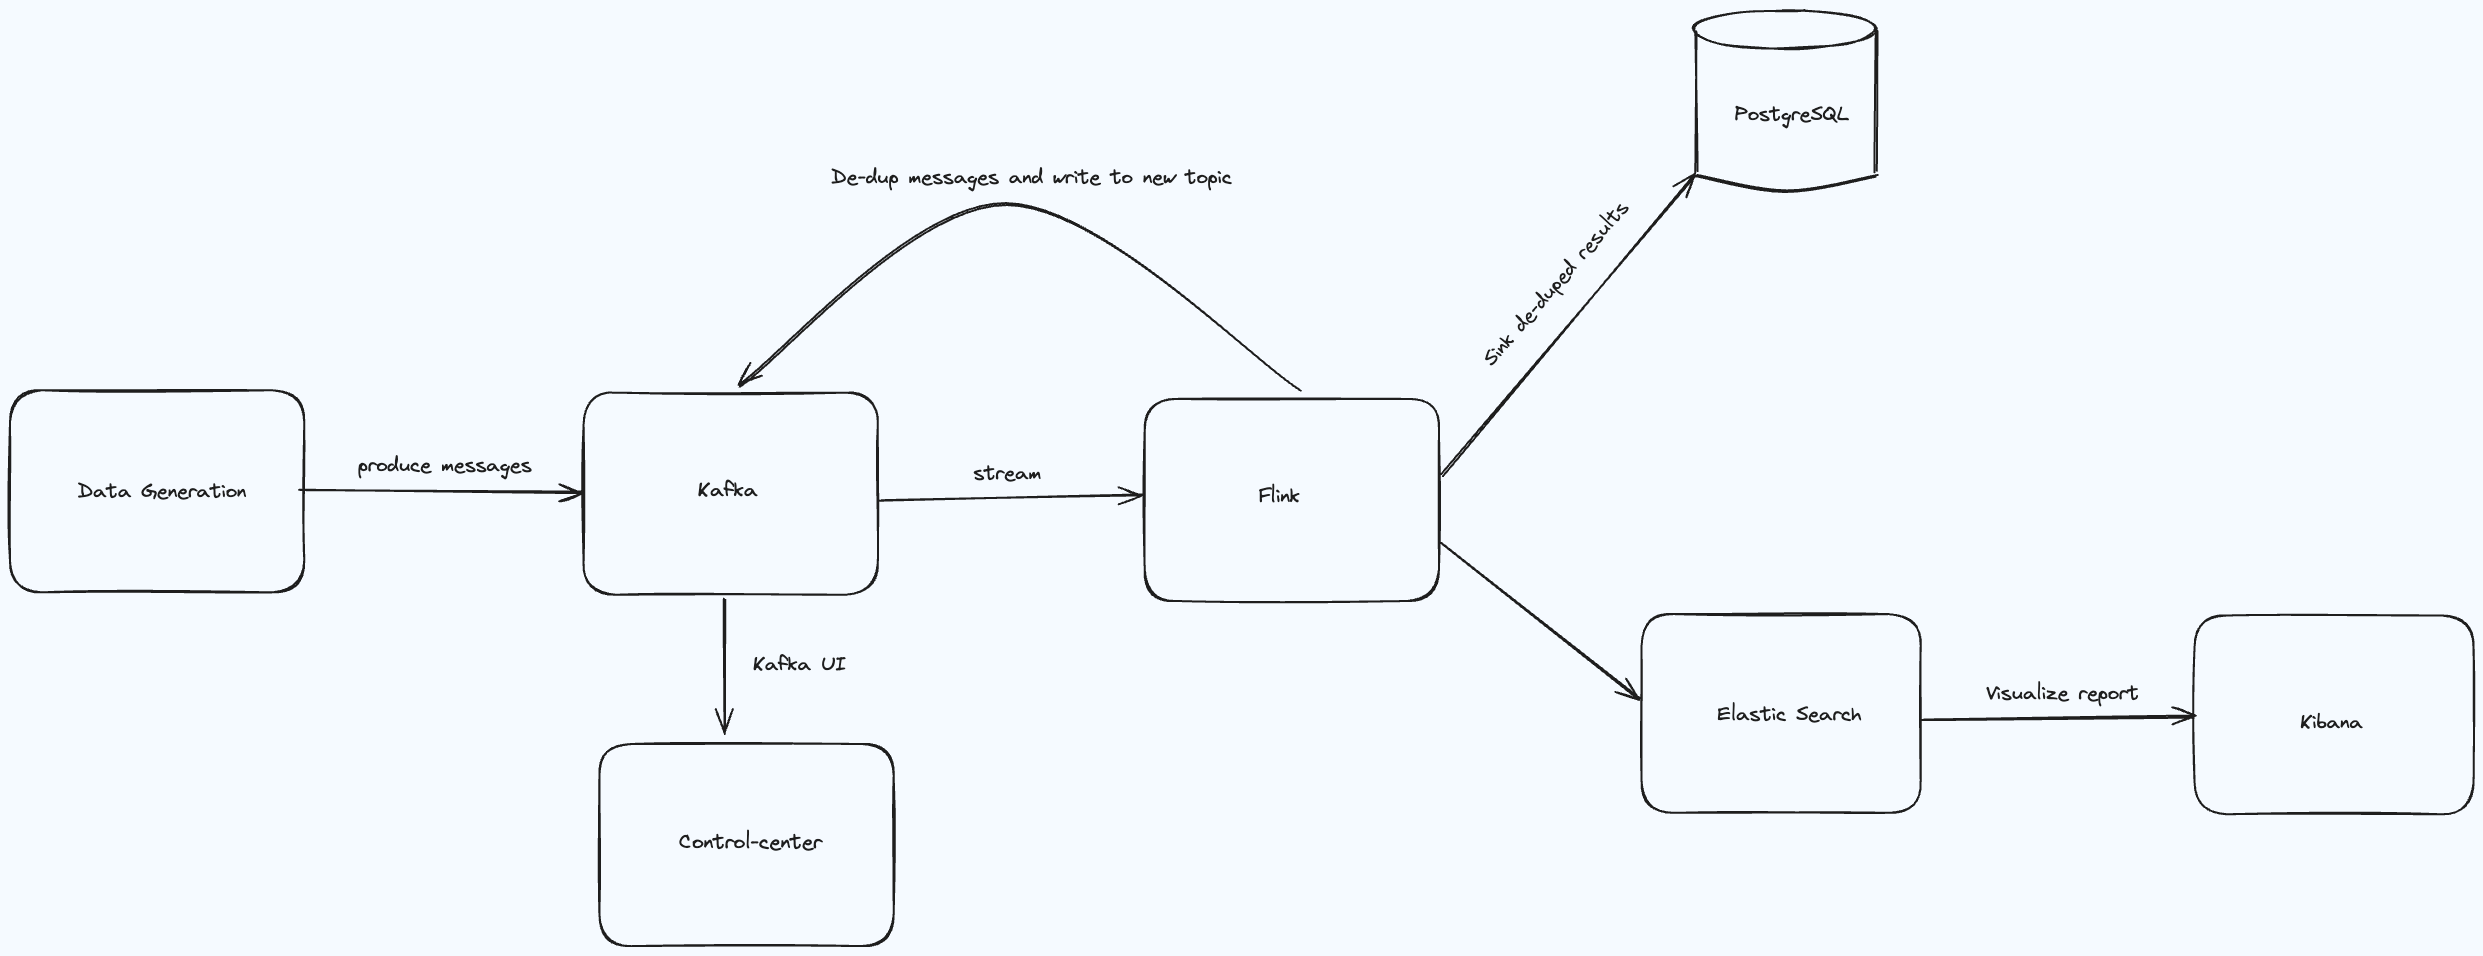 PostgreSQL
De-dup messages and write to new topic
Sink de-duped results
Data Generation
produce messages
Kafka
stream
Flink
Kafka UI
Elastic Search
Visualize report
Kibana
Control-center